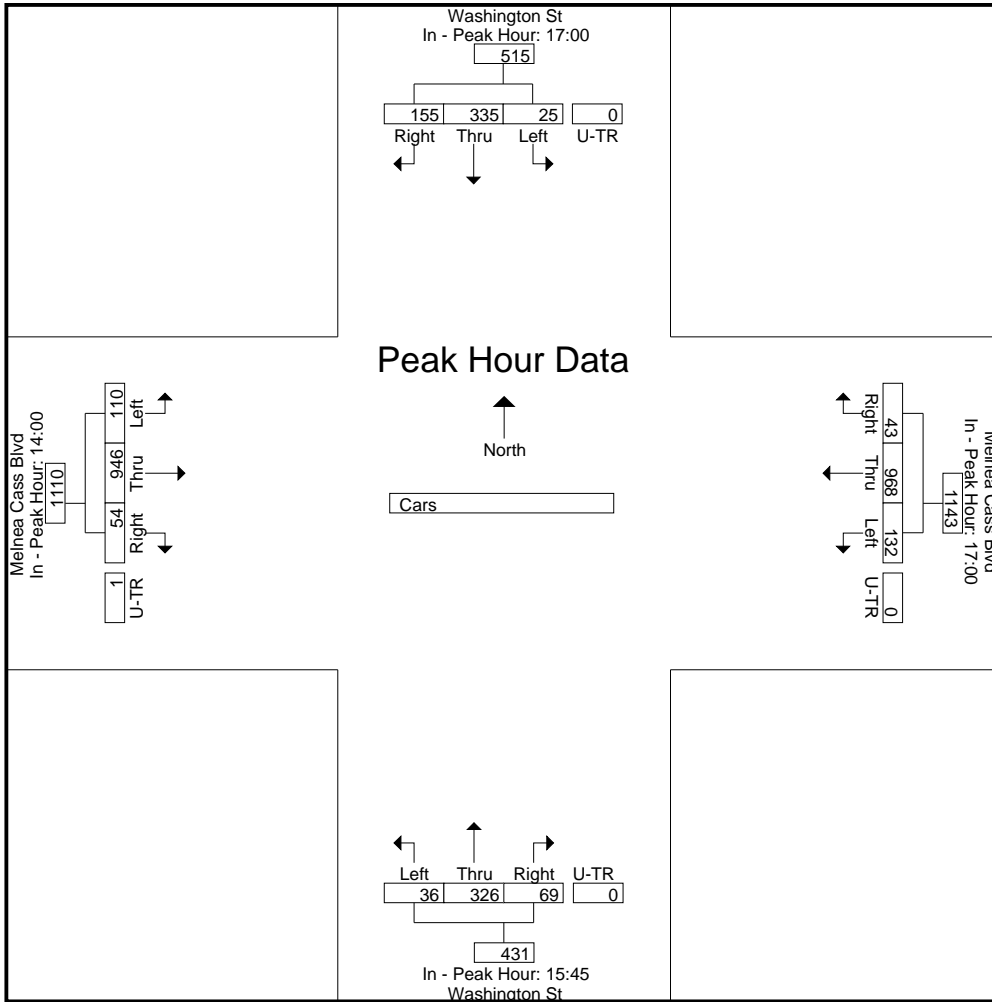 Washington St
In - Peak Hour: 17:00
515
155 335 25 0
Right Thru Left U-TR
Peak Hour Data
North
Cars
Melnea Cass Blvd
In - Peak Hour: 14:00
1110
110 946 54 1
Left Thru Right U-TR
Melnea Cass Blvd
In - Peak Hour: 17:00
1143
43 968 132 0
Right Thru Left U-TR
Left Thru Right U-TR
36 326 69 0
431
In - Peak Hour: 15:45
Washington St